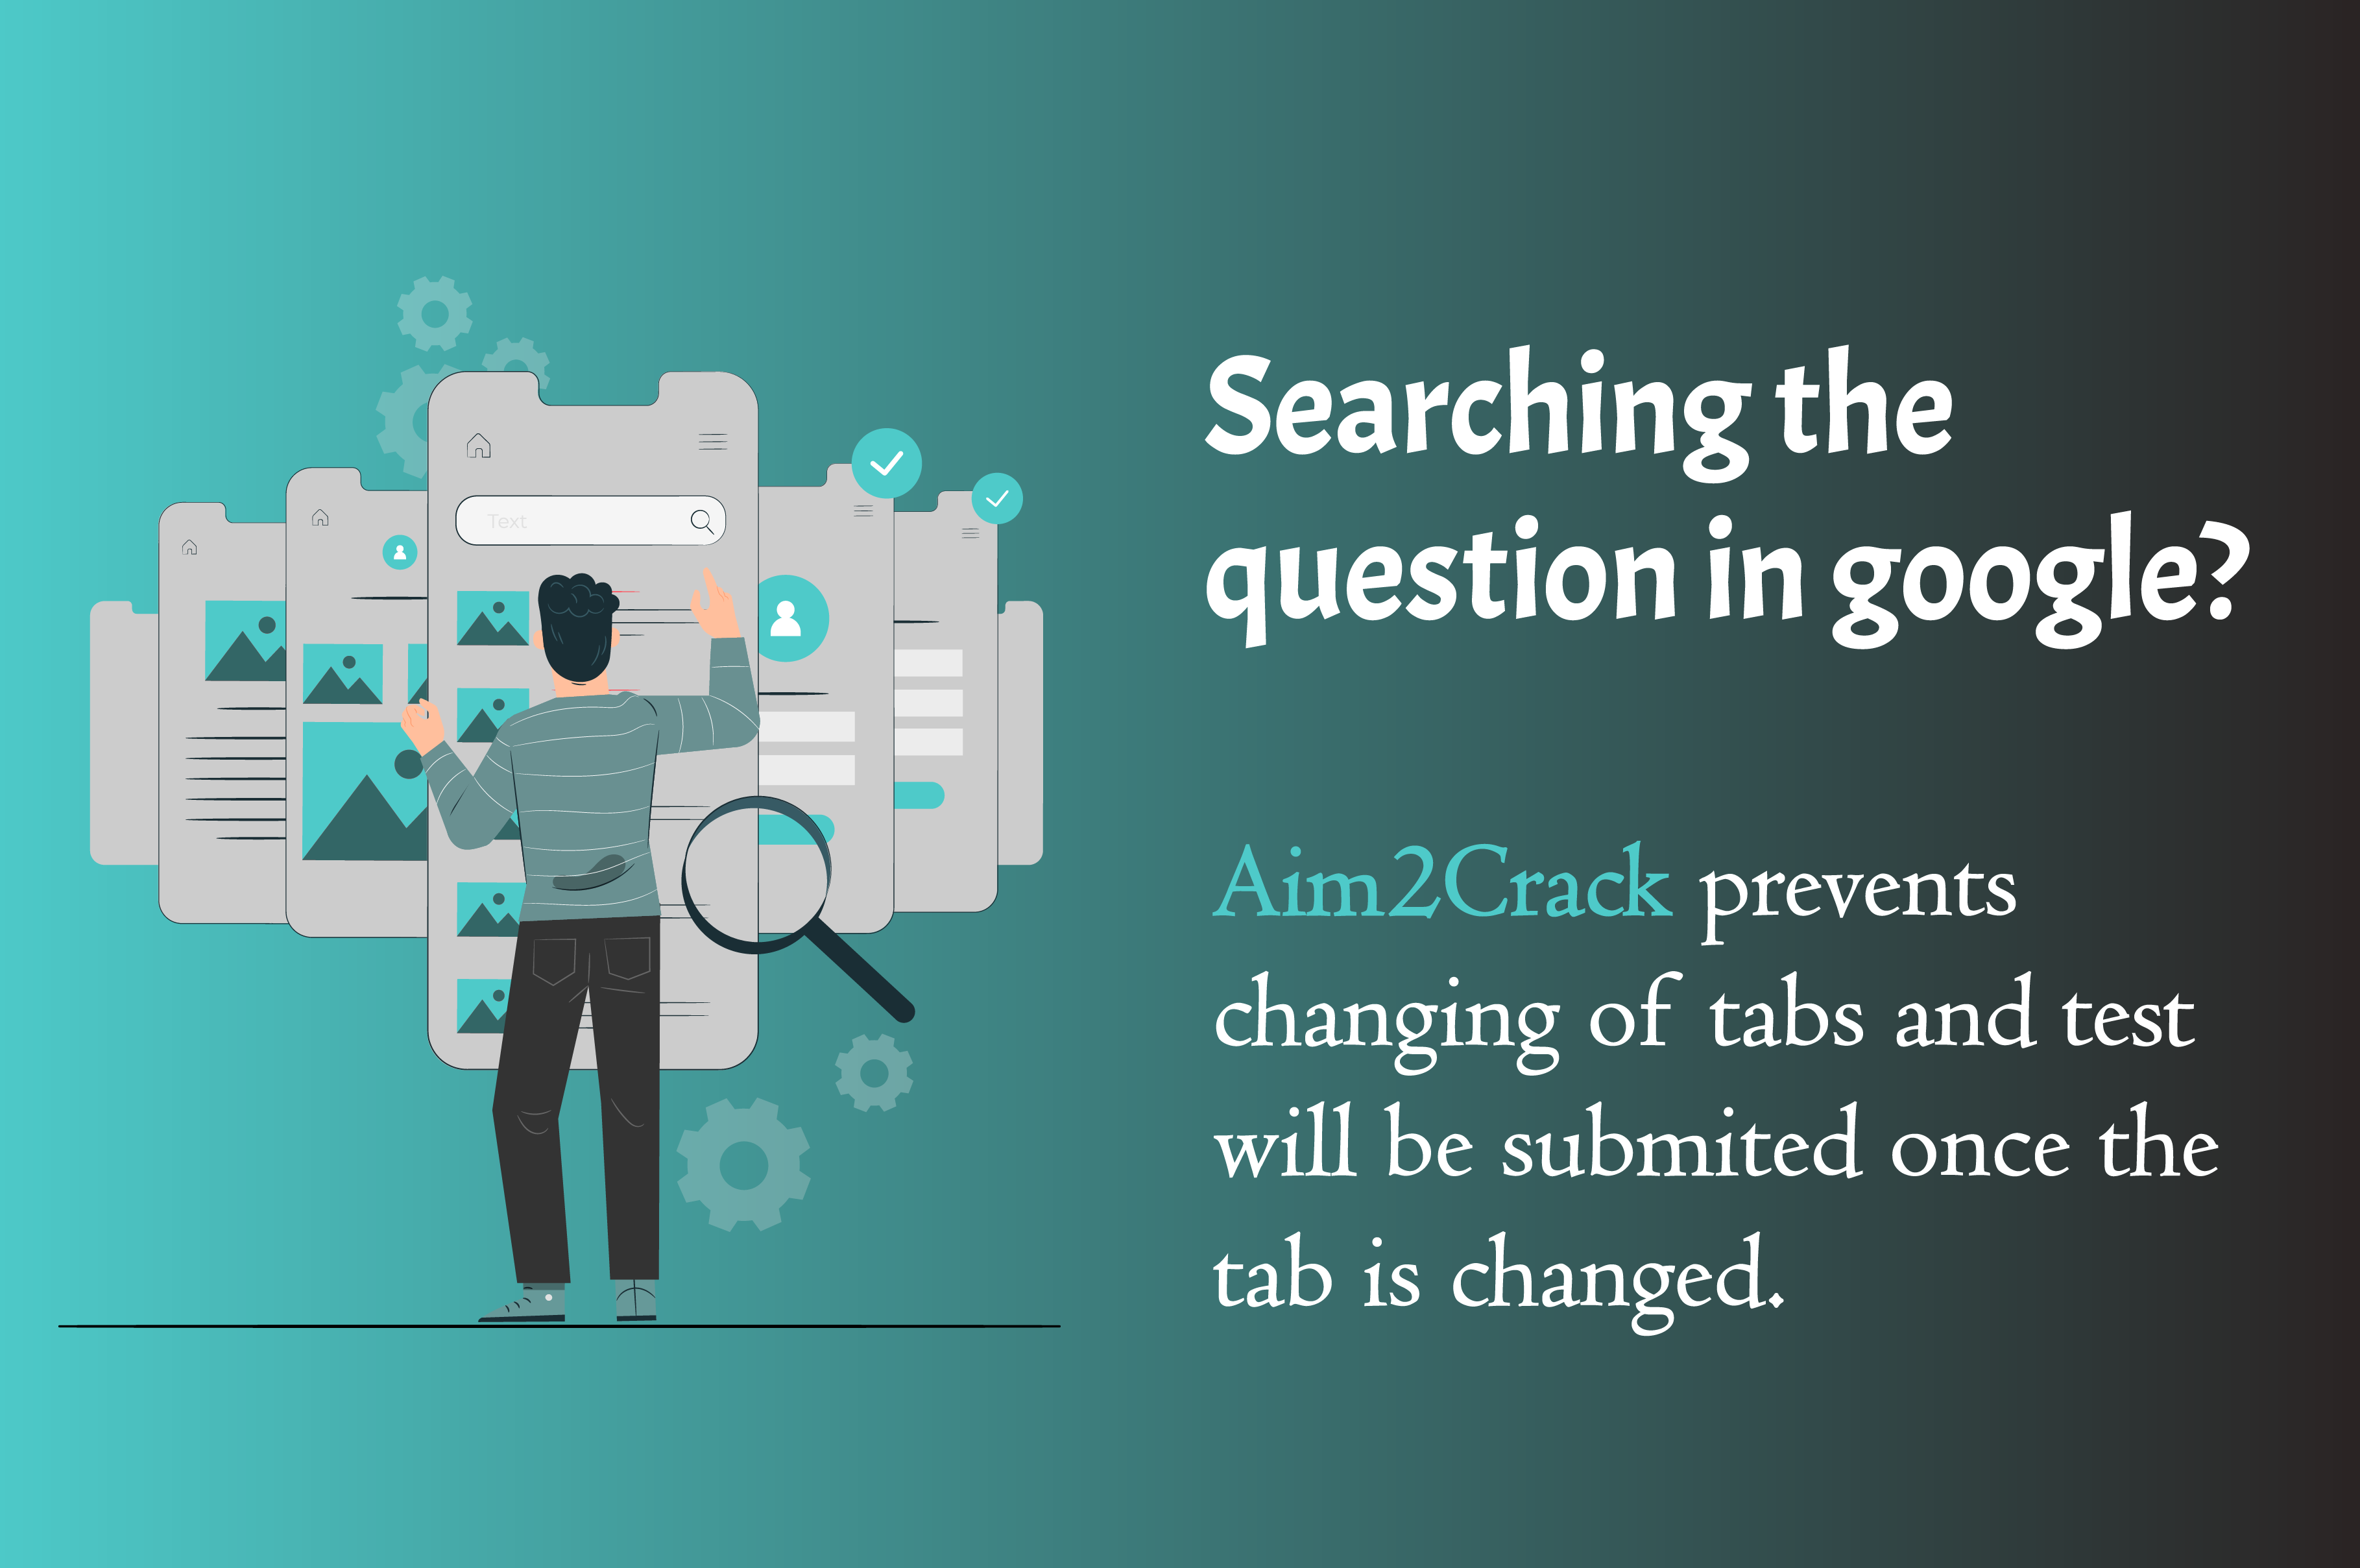 Text
Searching the
question in google?
Aim2Crack prevents
changing of tabs and test
will be submited once the
tab is changed.